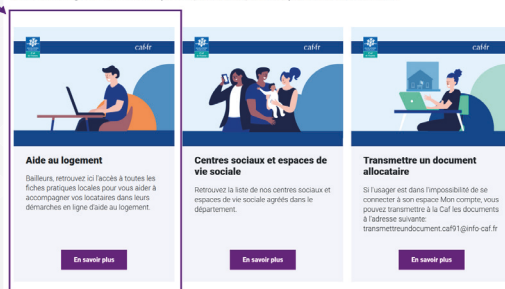 caf.fr
Aide au logement
Bailleurs, retrouvez ici l'accès à toutes les
fiches pratiques locales pour vous aider à
accompagner vos locataires dans leurs
démarches en ligne d'aide au logement.
En savoir plus
caf.fr
Centres sociaux et espaces de
vie sociale
Retrouvez la liste de nos centres sociaux et
espaces de vie sociale agréés dans le
département.
En savoir plus
caf.fr
Transmettre un document
allocataire
Si l'usager est dans l'impossibilité de se
connecter à son espace Mon compte, vous
pouvez transmettre à la Caf les documents
à l'adresse suivante:
transmettreundocument.caf91@info-caf.fr
En savoir plus